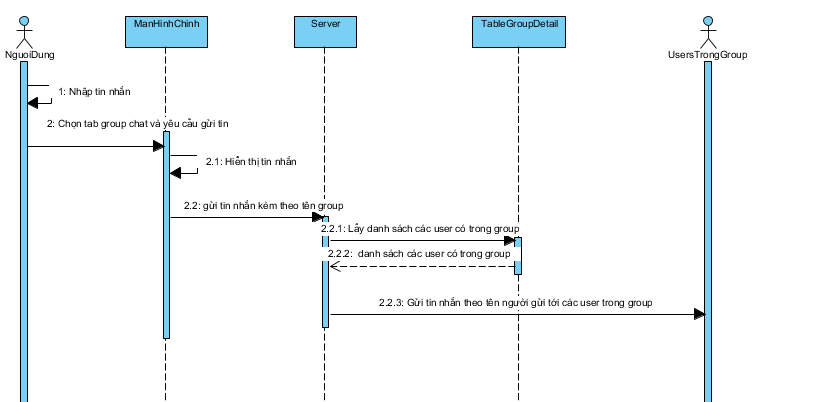 ManHinhChinh
Server
TableGroupDetail
NguoiDung
UsersTrongGroup
1: Nhập tin nhắn
2: Chọn tab group chat và yêu cầu gửi tin
2.1: Hiển thị tin nhắn
2.2: gửi tin nhắn kèm theo tên group
2.2.1: Lấy danh sách các user có trong group
2.2.2: danh sách các user có trong group
2.2.3: Gửi tin nhắn theo tên người gửi tới các user trong group